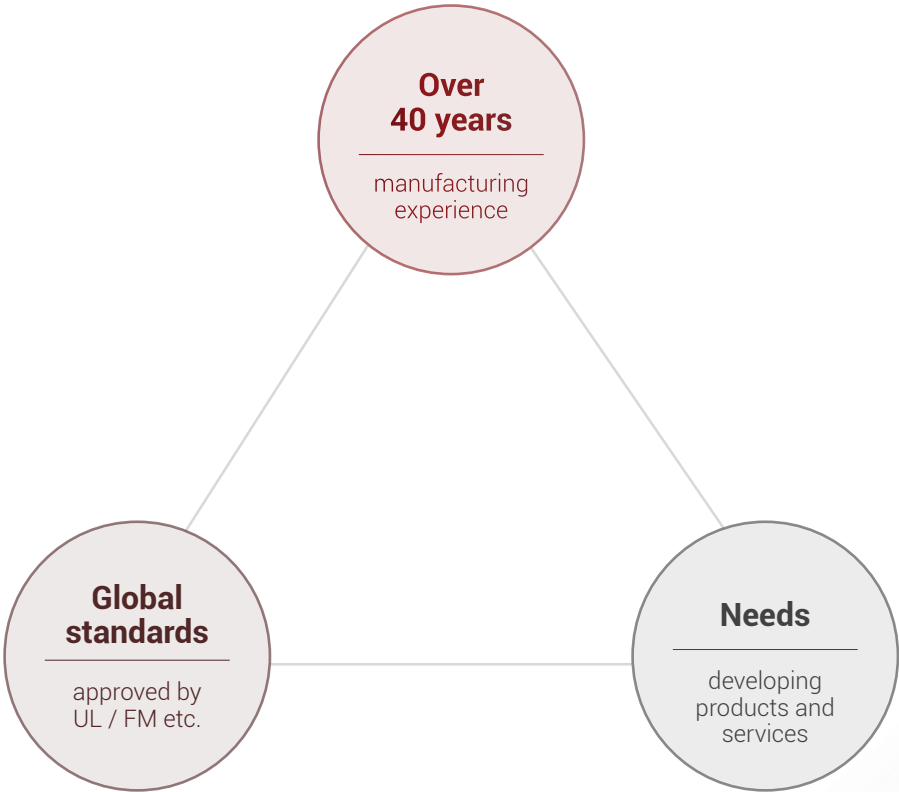 Over
40 years
manufacturing
experience
Global
standards
approved by
UL / FM etc.
Needs
developing
products and
services